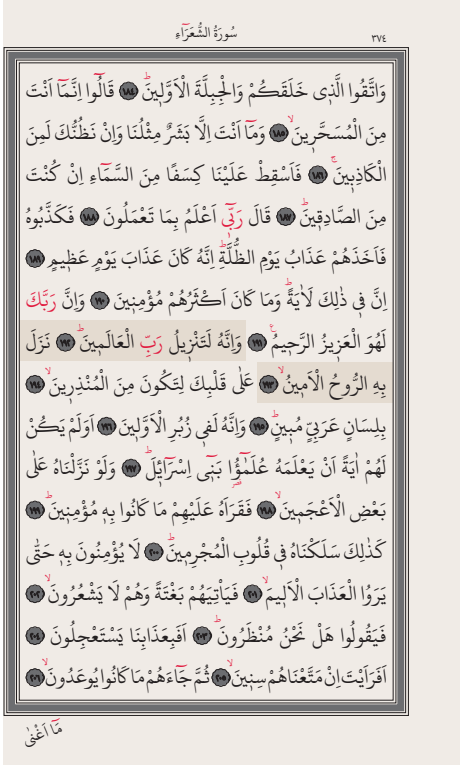 سُورَةُ الشُّعَرَٓاءِ ٣٧٤
وَاتَّقُوا الَّذٖى خَلَقَكُمْ وَالْجِبِلَّةَ الْاَوَّلٖينَؕ ﴿١٨٤﴾ قَالُٓوا اِنَّمَٓا اَنْتَ
مِنَ الْمُسَحَّرٖينَۙ ﴿١٨٥﴾ وَمَٓا اَنْتَ اِلَّا بَشَرٌ مِثْلُنَا وَاِنْ نَظُنُّكَ لَمِنَ
الْكَاذِبٖينَۚ ﴿١٨٦﴾ فَاَسْقِطْ عَلَيْنَا كِسَفًا مِنَ السَّمَٓاءِ اِنْ كُنْتَ
مِنَ الصَّادِقٖينَؕ ﴿١٨٧﴾ قَالَ رَبّٖٓى اَعْلَمُ بِمَا تَعْمَلُونَ ﴿١٨٨﴾ فَكَذَّبُوهُ
فَاَخَذَهُمْ عَذَابُ يَوْمِ الظُّلَّةِؕ اِنَّهُ كَانَ عَذَابَ يَوْمٍ عَظٖيمٍ ﴿١٨٩﴾
اِنَّ فٖى ذٰلِكَ لَاٰيَةًؕ وَمَا كَانَ اَكْثَرُهُمْ مُؤْمِنٖينَ ﴿١٩٠﴾ وَاِنَّ رَبَّكَ
لَهُوَ الْعَزٖيزُ الرَّحٖيمُ۟ ﴿١٩١﴾ وَاِنَّهُ لَتَنْزٖيلُ رَبِّ الْعَالَمٖينَؕ ﴿١٩٢﴾ نَزَلَ
بِهِ الرُّوحُ الْاَمٖينُۙ ﴿١٩٣﴾ عَلٰى قَلْبِكَ لِتَكُونَ مِنَ الْمُنْذِرٖينَۙ ﴿١٩٤﴾
بِلِسَانٍ عَرَبِىٍّ مُبٖينٍؕ ﴿١٩٥﴾ وَاِنَّهُ لَفٖى زُبُرِ الْاَوَّلٖينَ ﴿١٩٦﴾ اَوَلَمْ يَكُنْ
لَهُمْ اٰيَةً اَنْ يَعْلَمَهُ عُلَمٰٓؤُ۬ا بَنٖٓى اِسْرَٓائٖلَؕ ﴿١٩٧﴾ وَلَوْ نَزَّلْنَاهُ عَلٰى
بَعْضِ الْاَعْجَمٖينَۙ ﴿١٩٨﴾ فَقَرَاَهُ عَلَيْهِمْ مَا كَانُوا بِهٖ مُؤْمِنٖينَؕ ﴿١٩٩﴾
كَذٰلِكَ سَلَكْنَاهُ فٖى قُلُوبِ الْمُجْرِمٖينَؕ ﴿٢٠٠﴾ لَا يُؤْمِنُونَ بِهٖ حَتّٰى
يَرَوُا الْعَذَابَ الْاَلٖيمَۙ ﴿٢٠١﴾ فَيَاْتِيَهُمْ بَغْتَةً وَهُمْ لَا يَشْعُرُونَۙ ﴿٢٠٢﴾
فَيَقُولُوا هَلْ نَحْنُ مُنْظَرُونَؕ ﴿٢٠٣﴾ اَفَبِعَذَابِنَا يَسْتَعْجِلُونَ ﴿٢٠٤﴾
اَفَرَاَيْتَ اِنْ مَتَّعْنَاهُمْ سِنٖينَۙ ﴿٢٠٥﴾ ثُمَّ جَٓاءَهُمْ مَا كَانُوا يُوعَدُونَۙ ﴿٢٠٦﴾
مَٓا اَغْنٰى